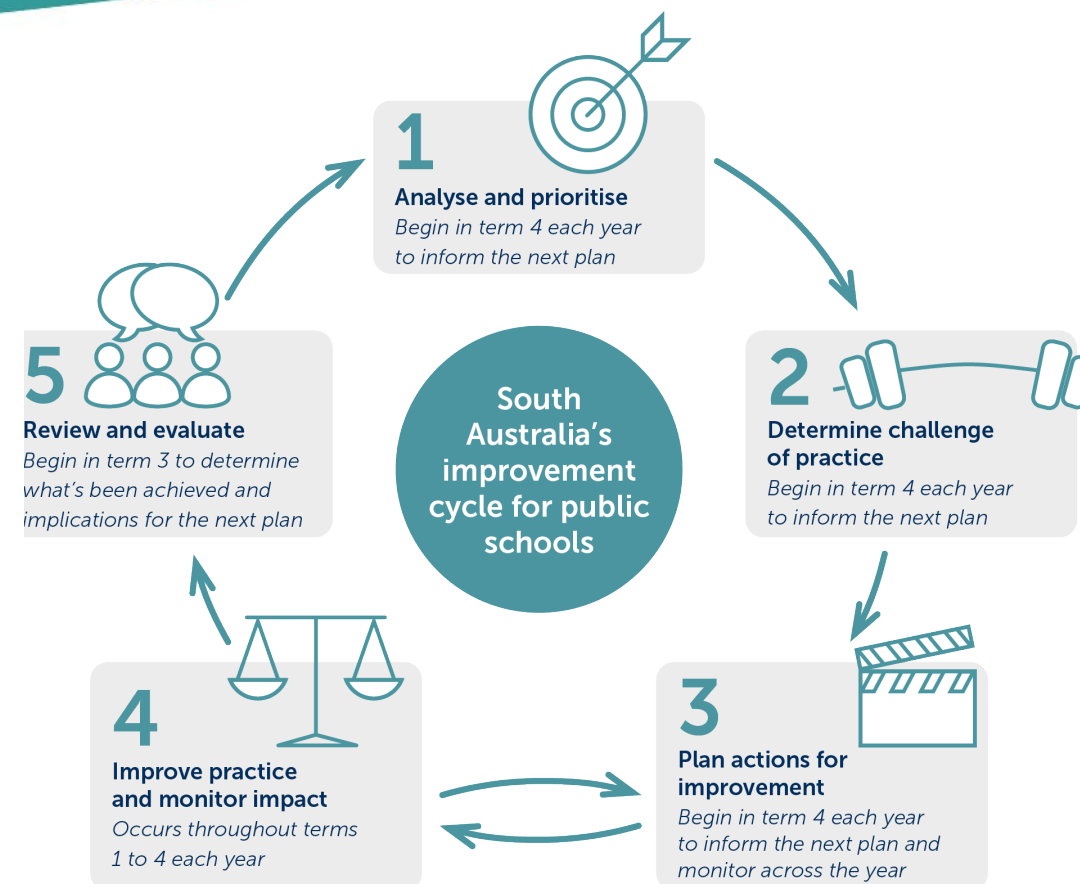 1
Analyse and prioritise
Begin in term 4 each year
to inform the next plan
2
Determine challenge
of practice
Begin in term 4 each year
to inform the next plan
3
Plan actions for
improvement
Begin in term 4 each year
to inform the next plan and
monitor across the year
4
Improve practice
and monitor impact
Occurs throughout terms
1 to 4 each year
5
Review and evaluate
Begin in term 3 to determine
what’s been achieved and
implications for the next plan
South
Australia’s
improvement
cycle for public
schools